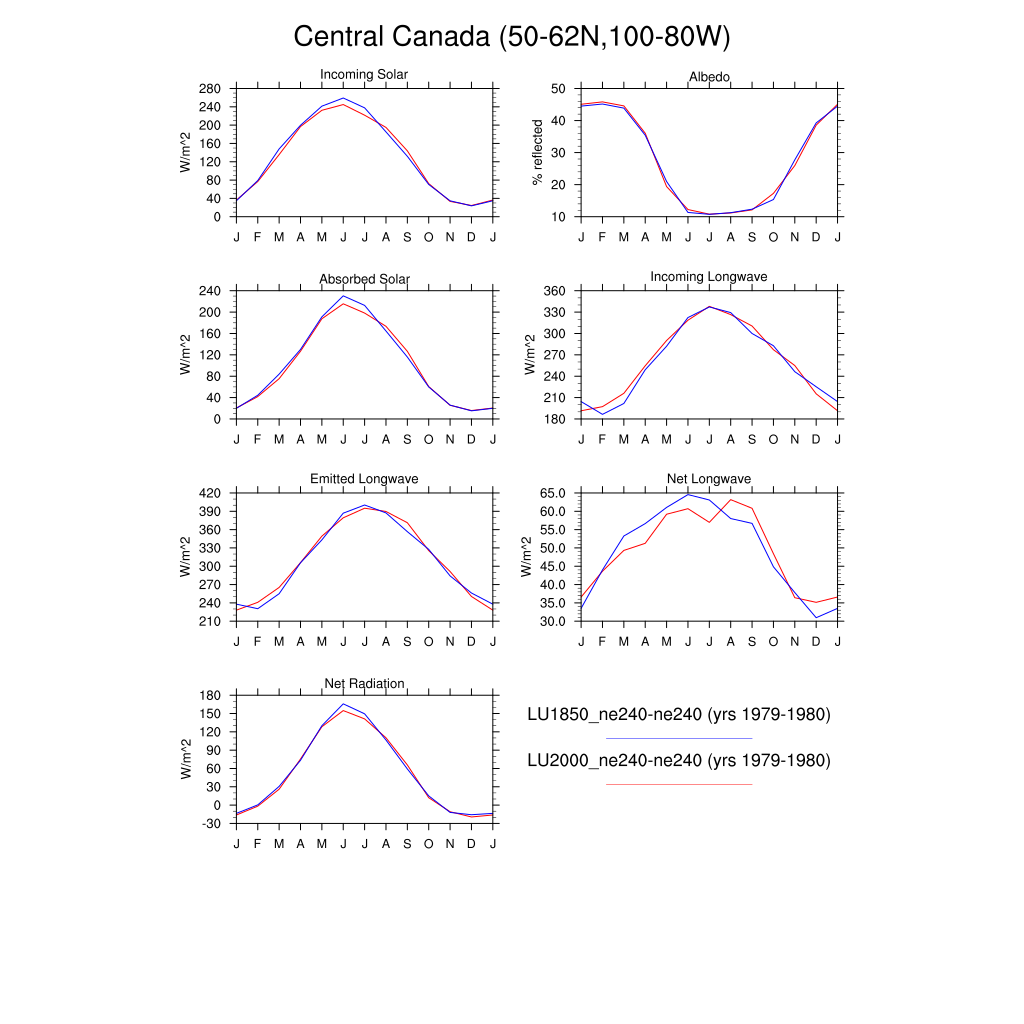 Central Canada (50-62N,100-80W)
Incoming Solar
W/m^2
280
240
200
160
120
80
40
0
J F M A M J J A S O N D J
Albedo
% reflected
50
40
30
20
10
J F M A M J J A S O N D J
Absorbed Solar
W/m^2
240
200
160
120
80
40
0
J F M A M J J A S O N D J
Incoming Longwave
W/m^2
360
330
300
270
240
210
180
J F M A M J J A S O N D J
Emitted Longwave
W/m^2
420
390
360
330
300
270
240
210
J F M A M J J A S O N D J
Net Longwave
W/m^2
65.0
60.0
55.0
50.0
45.0
40.0
35.0
30.0
J F M A M J J A S O N D J
Net Radiation
W/m^2
180
150
120
90
60
30
0
-30
J F M A M J J A S O N D J
LU1850_ne240-ne240 (yrs 1979-1980)
LU2000_ne240-ne240 (yrs 1979-1980)